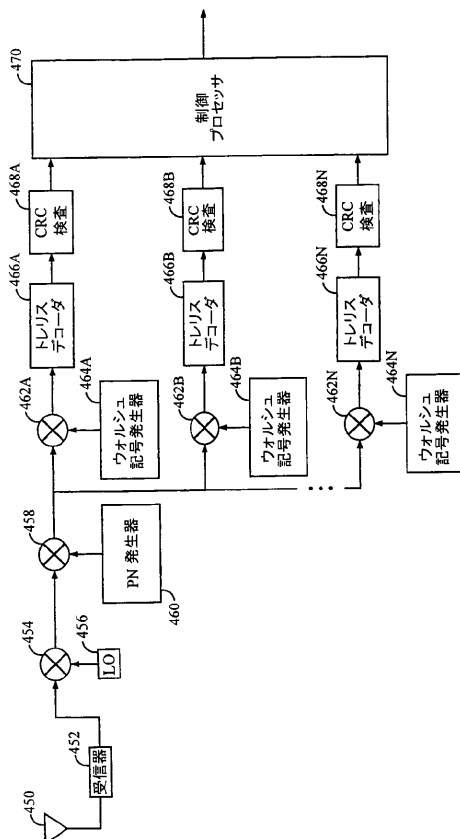 450
452
受信器
454
456
LO
458
PN 発生器
460
462A
464A
ウォルシュ
記号発生器
466A
トレリス
デコーダ
468A
CRC
検査
462B
464B
ウォルシュ
記号発生器
466B
トレリス
デコーダ
468B
CRC
検査
462N
464N
ウォルシュ
記号発生器
466N
トレリス
デコーダ
468N
CRC
検査
470
制御
プロセッサ